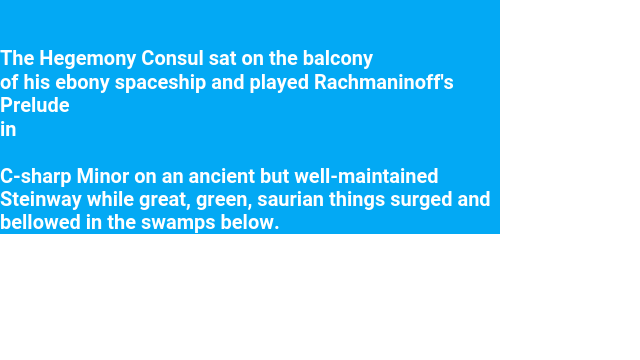 The Hegemony Consul sat on the balcony
of his ebony spaceship and played Rachmaninoff's
Prelude
in
C-sharp Minor on an ancient but well-maintained
Steinway while great, green, saurian things surged and
bellowed in the swamps below.